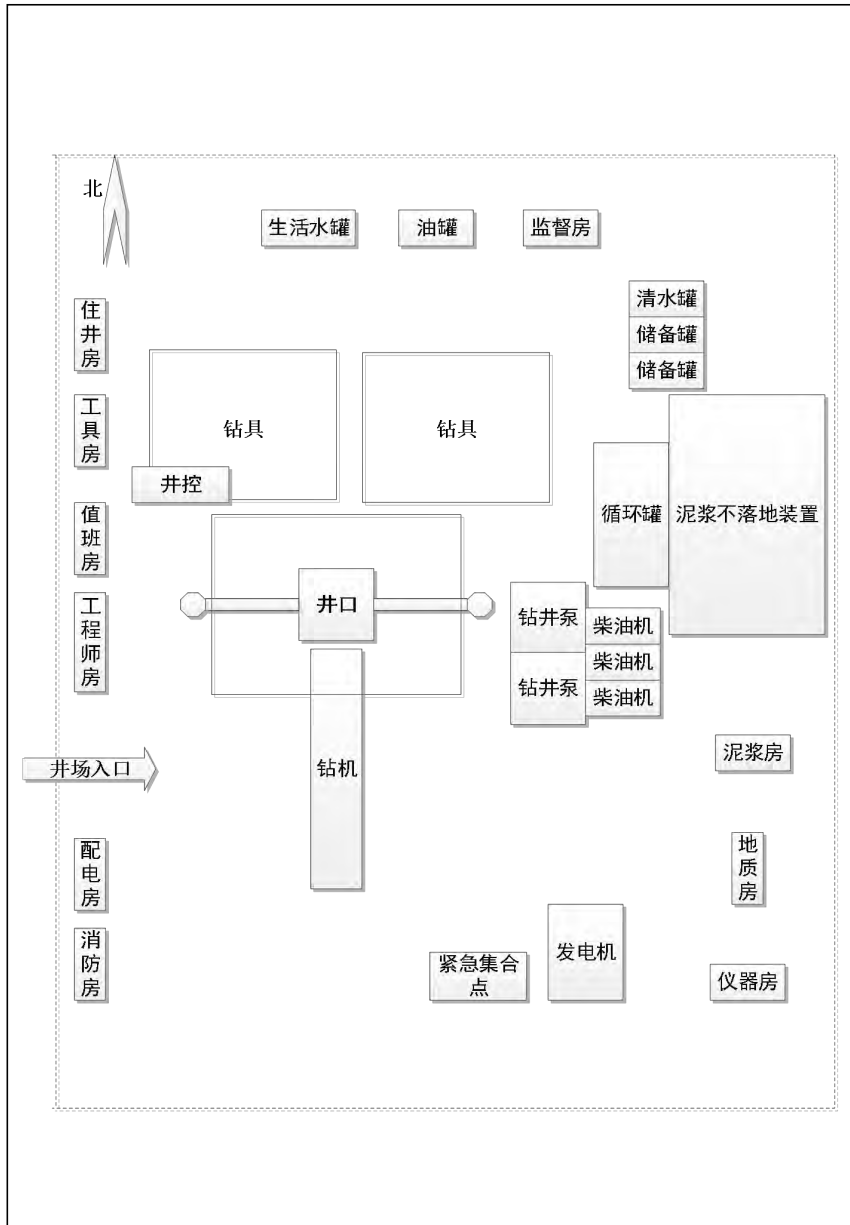 北
生活水罐
油罐
监督房
清水罐
储备罐
储备罐
住井房
工具房
值班房
工程师房
钻具
钻具
井控
循环罐
泥浆不落地装置
井口
钻井泵
钻井泵
柴油机
柴油机
柴油机
井场入口
钻机
泥浆房
配电房
消防房
地质房
紧急集合
点
发电机
仪器房